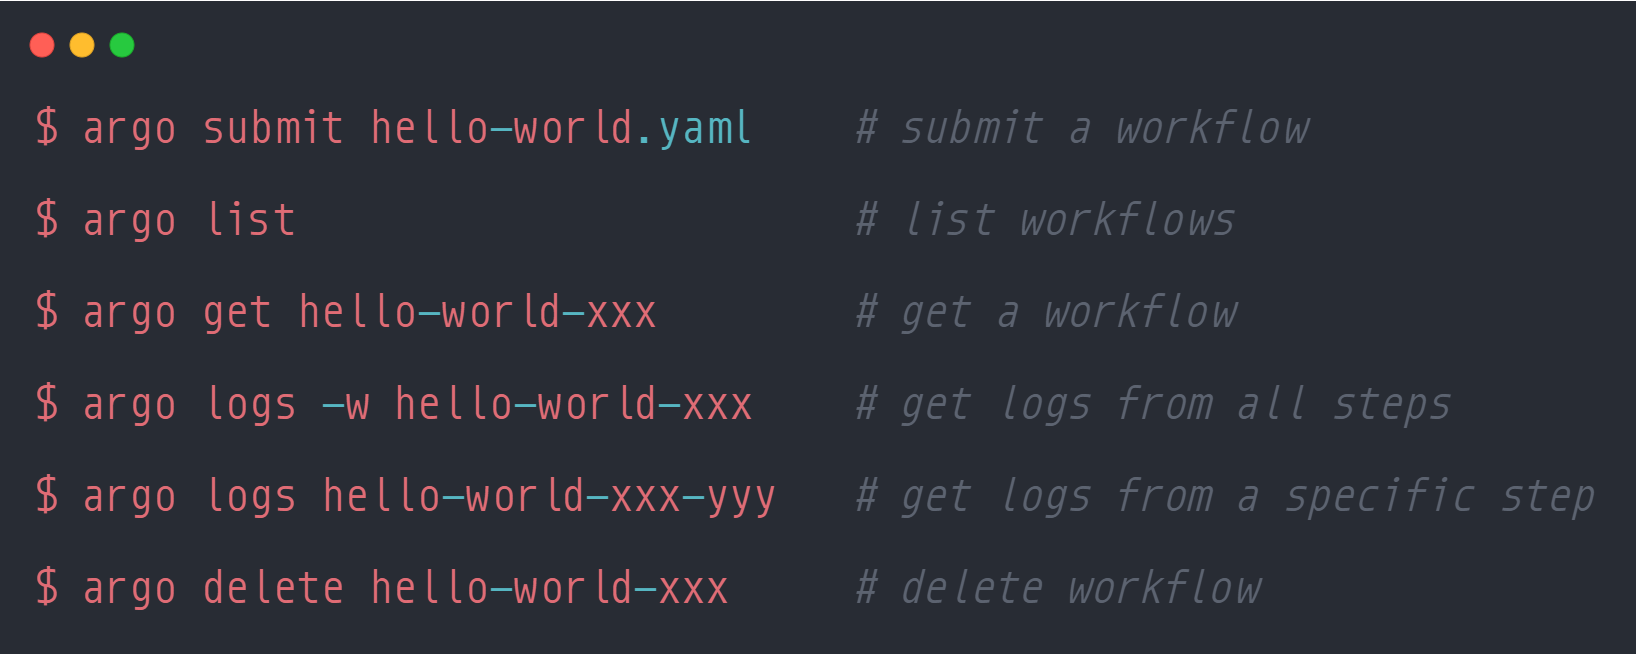 $ argo submit hello-world.yaml # submit a workflow
$ argo list # list workflows
$ argo get hello-world-xxx # get a workflow
$ argo logs -w hello-world-xxx # get logs from all steps
$ argo logs hello-world-xxx-yyy # get logs from a specific step
$ argo delete hello-world-xxx # delete workflow